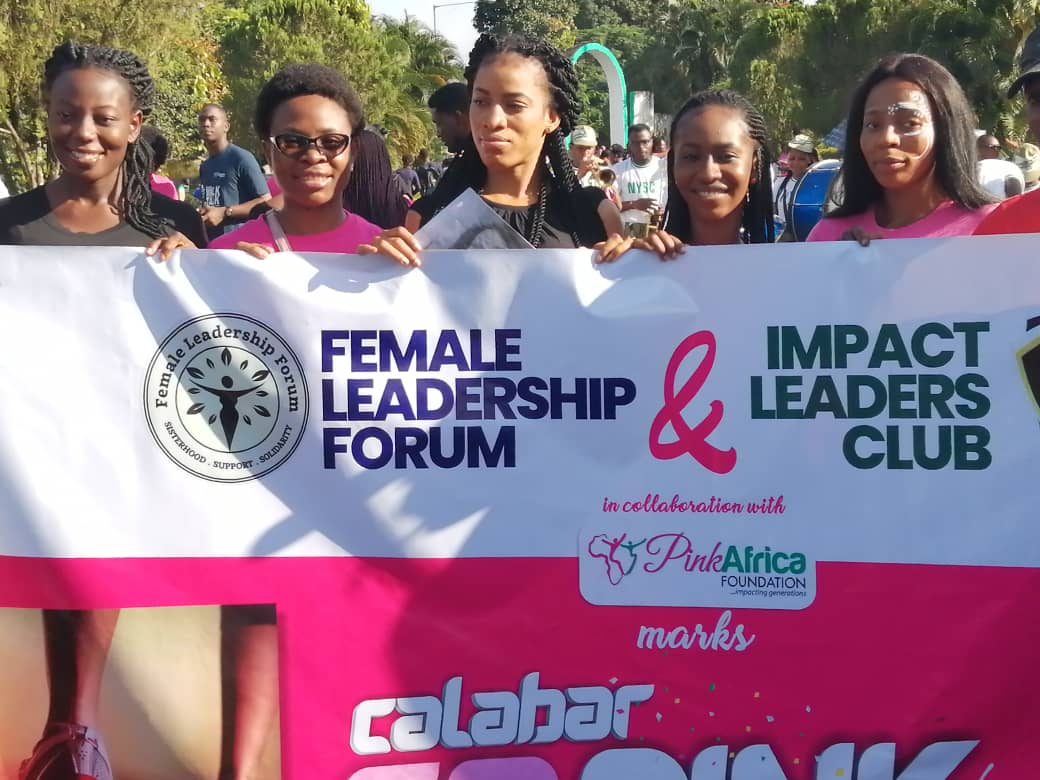 NYSC
Female Leadership Forum
SISTERHOOD . SUPPORT . SOLIDARITY
FEMALE
LEADERSHIP
FORUM
&
IMPACT
LEADERS
CLUB
in collaboration with
PinkAfrica
FOUNDATION
...impacting generations
marks
calabar